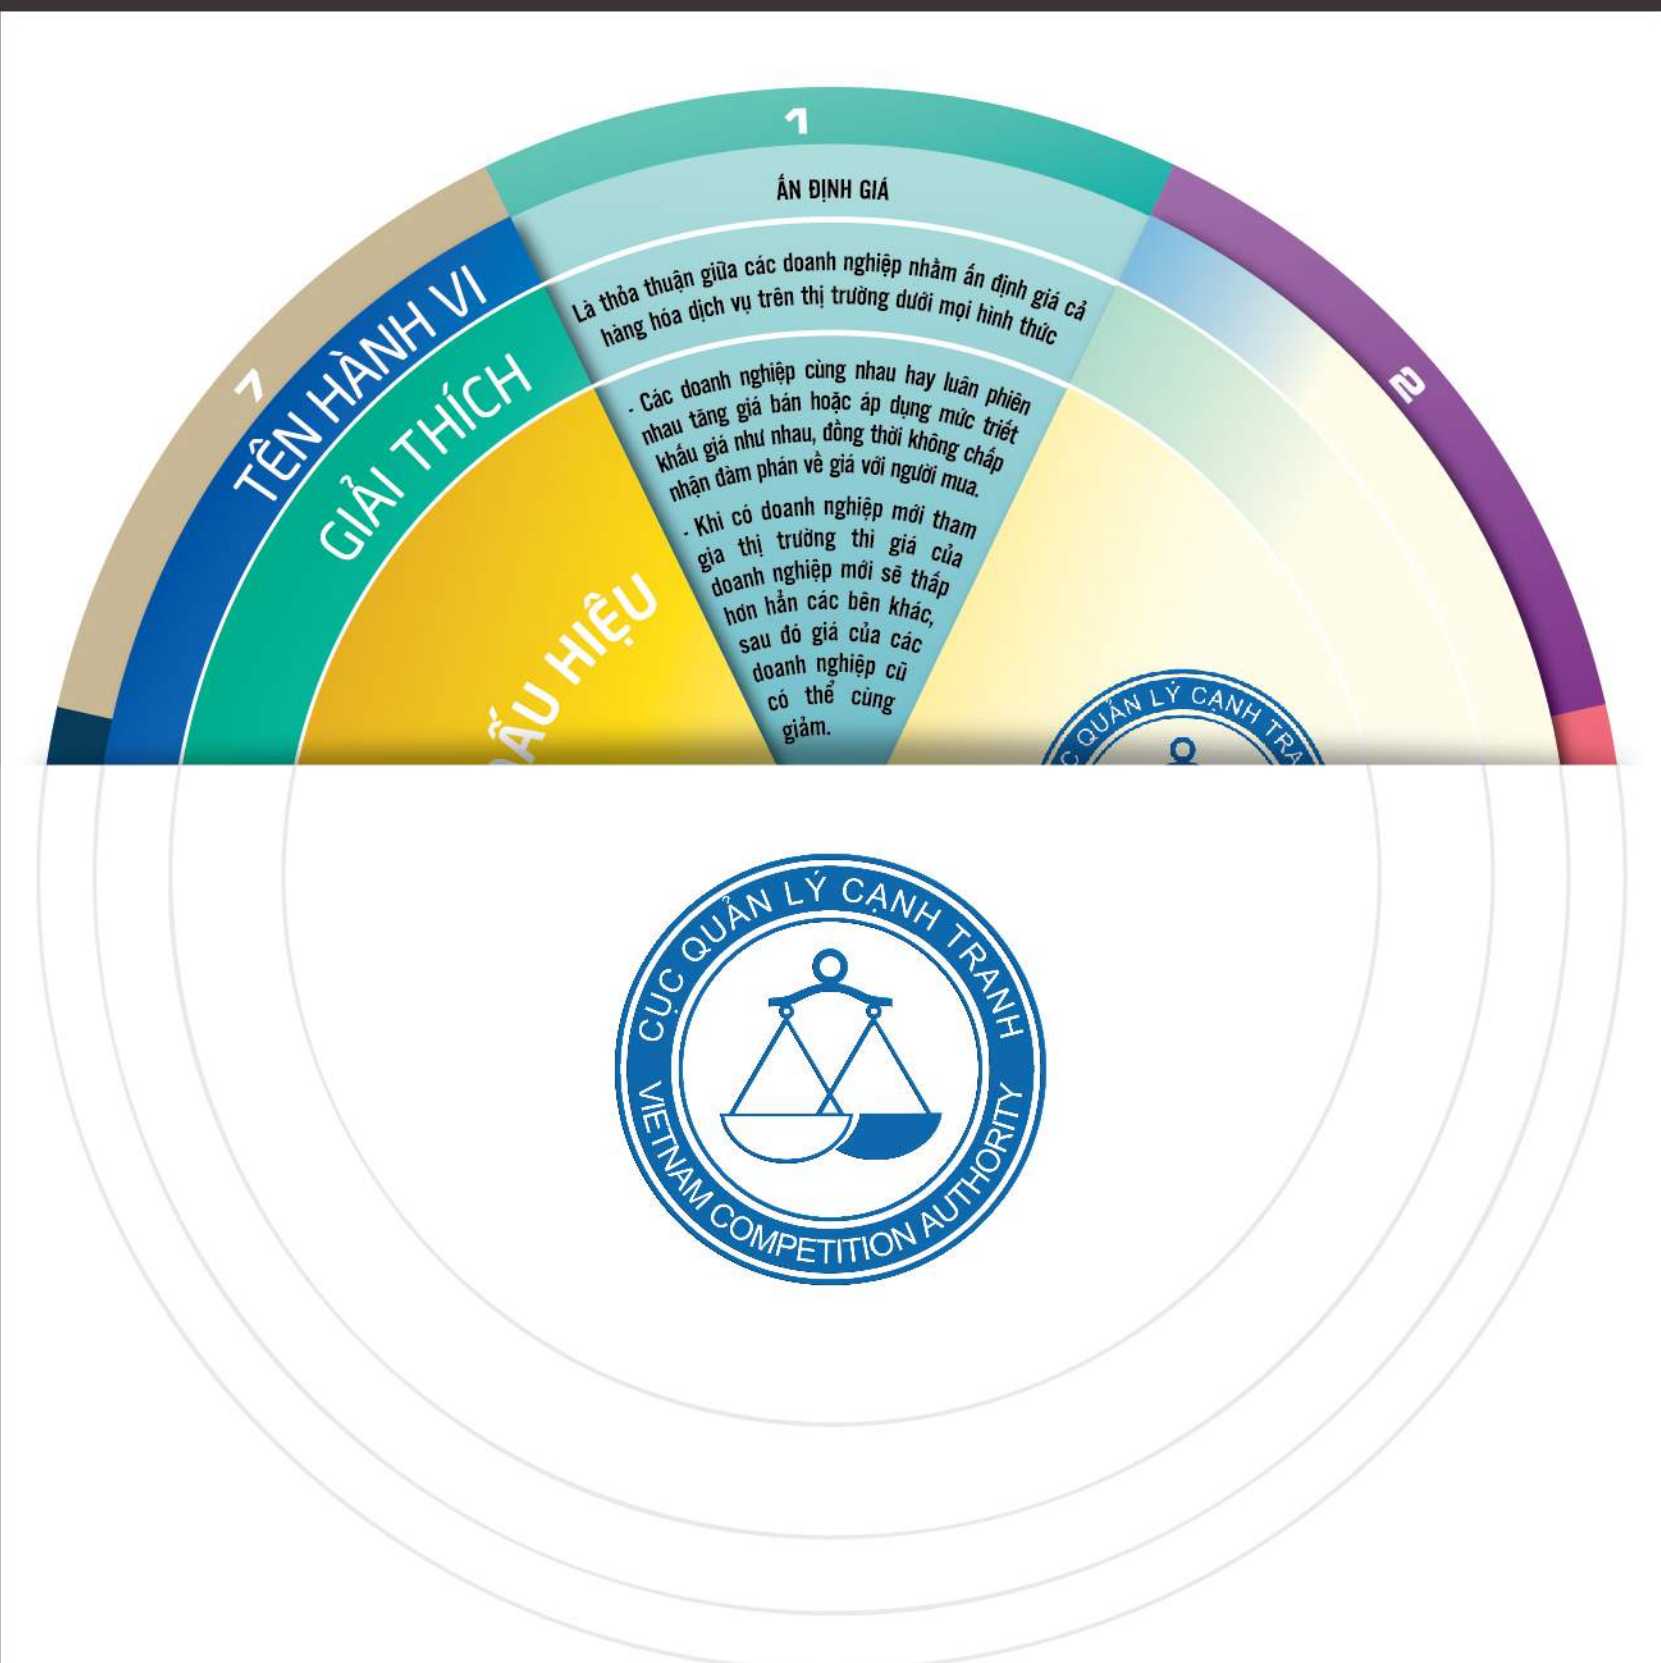 1
ẤN ĐỊNH GIÁ
Là thỏa thuận giữa các doanh nghiệp nhằm ấn định giá cả
hàng hóa dịch vụ trên thị trường dưới mọi hình thức
- Các doanh nghiệp cùng nhau hay luân phiên
nhau tăng giá bán hoặc áp dụng mức triết
khấu giá như nhau, đồng thời không chấp
nhận đàm phán về giá với người mua.
- Khi có doanh nghiệp mới tham
gia thị trường thì giá của
doanh nghiệp mới sẽ thấp
hơn hẳn các bên khác,
sau đó giá của các
doanh nghiệp cũ
có thể cùng
giảm.
7
TÊN HÀNH VI
GIẢI THÍCH
DẤU HIỆU
2
CỤC QUẢN LÝ CẠNH TRA
CỤC QUẢN LÝ CẠNH TRANH
VIETNAM COMPETITION AUTHORITY